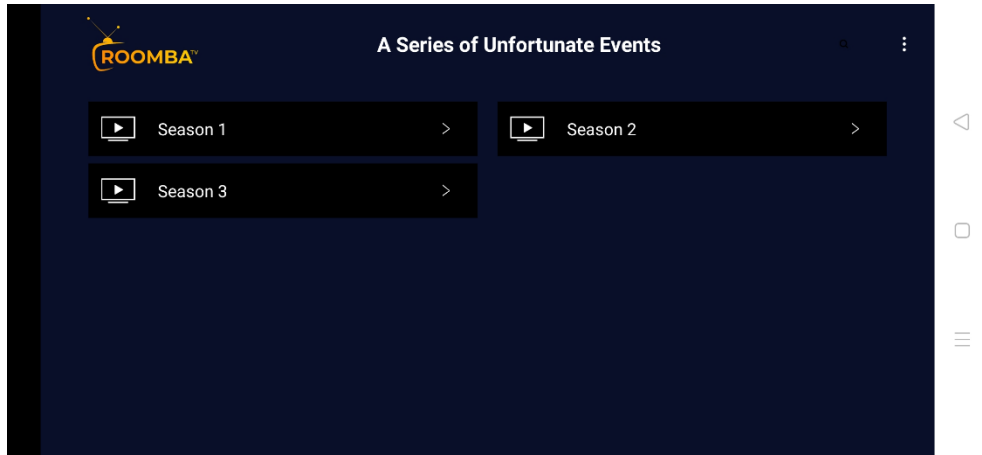 ROOMBA TV
A Series of Unfortunate Events
Season 1
Season 2
Season 3